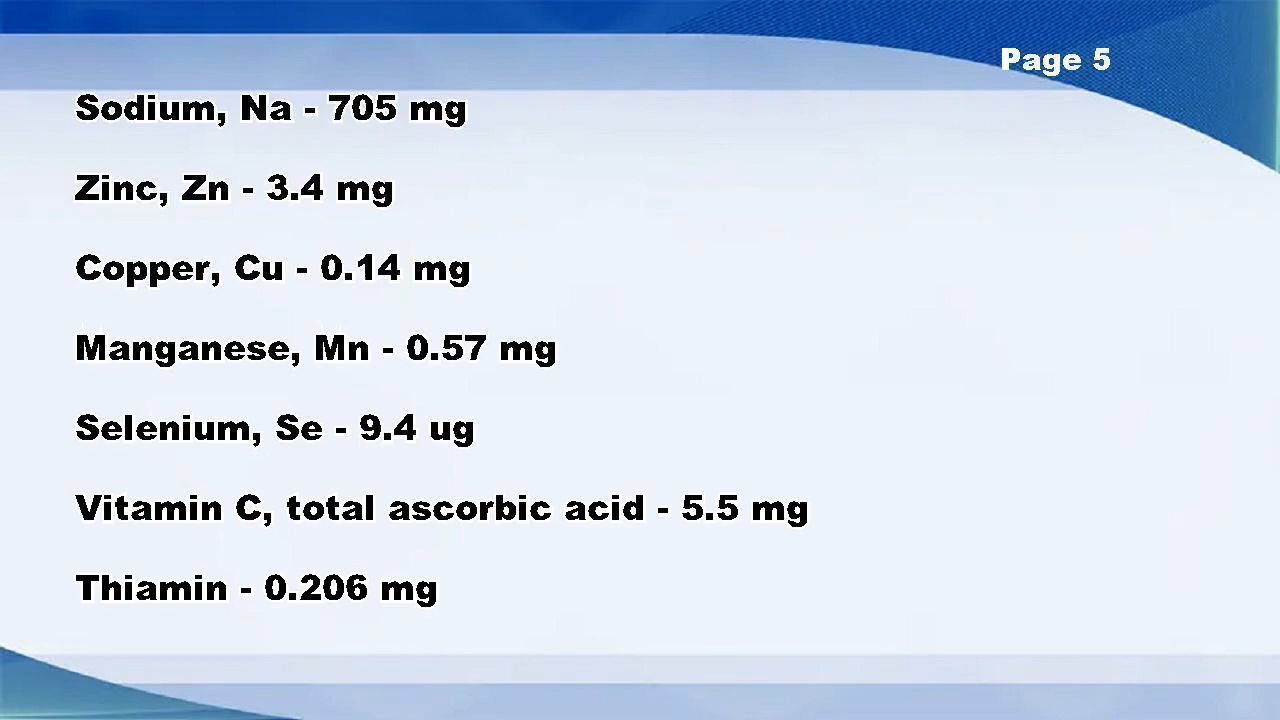 Page 5
Sodium, Na - 705 mg
Zinc, Zn - 3.4 mg
Copper, Cu - 0.14 mg
Manganese, Mn - 0.57 mg
Selenium, Se - 9.4 ug
Vitamin C, total ascorbic acid - 5.5 mg
Thiamin - 0.206 mg